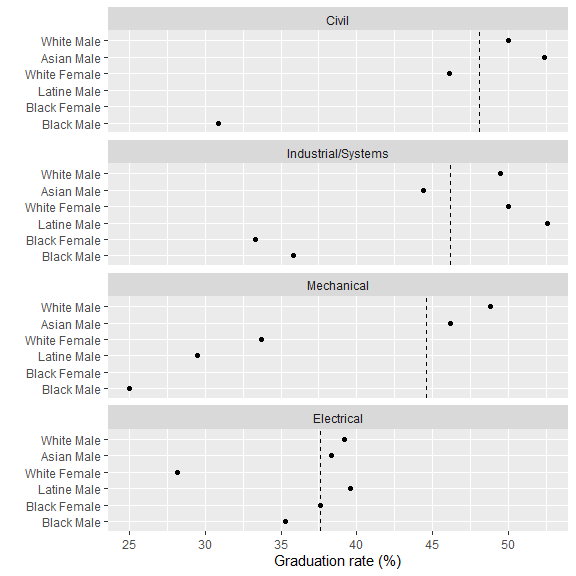 Civil
White Male
Asian Male
White Female
Latine Male
Black Female
Black Male
Industrial/Systems
White Male
Asian Male
White Female
Latine Male
Black Female
Black Male
Mechanical
White Male
Asian Male
White Female
Latine Male
Black Female
Black Male
Electrical
White Male
Asian Male
White Female
Latine Male
Black Female
Black Male
25 30 35 40 45 50
Graduation rate (%)